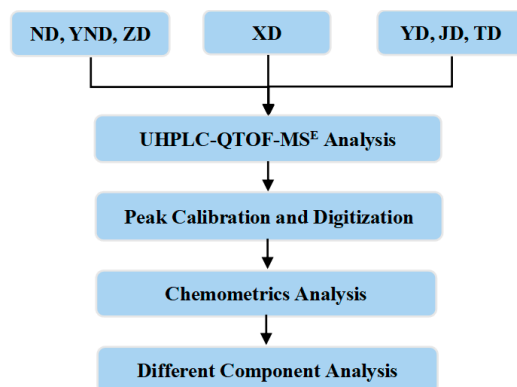 ND, YND, ZD
XD
YD, JD, TD
UHPLC-QTOF-MSᴱ Analysis
Peak Calibration and Digitization
Chemometrics Analysis
Different Component Analysis